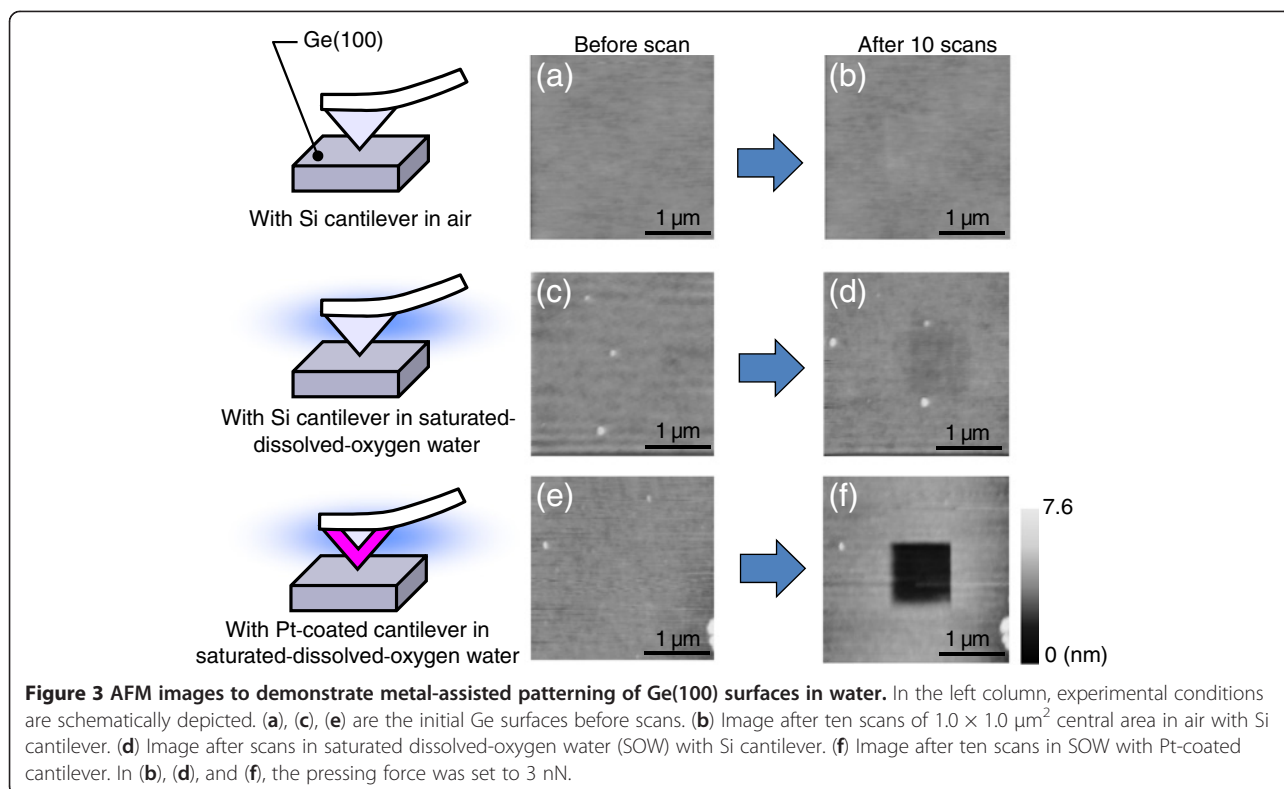 Ge(100)
Before scan
After 10 scans
(a)
(b)
1 μm
1 μm
With Si cantilever in air
(c)
(d)
1 μm
1 μm
With Si cantilever in saturated-
dissolved-oxygen water
(e)
(f)
7.6
1 μm
1 μm
0 (nm)
With Pt-coated cantilever in
saturated-dissolved-oxygen water
Figure 3 AFM images to demonstrate metal-assisted patterning of Ge(100) surfaces in water. In the left column, experimental conditions
are schematically depicted. (a), (c), (e) are the initial Ge surfaces before scans. (b) Image after ten scans of 1.0 × 1.0 μm² central area in air with Si
cantilever. (d) Image after scans in saturated dissolved-oxygen water (SOW) with Si cantilever. (f) Image after ten scans in SOW with Pt-coated
cantilever. In (b), (d), and (f), the pressing force was set to 3 nN.